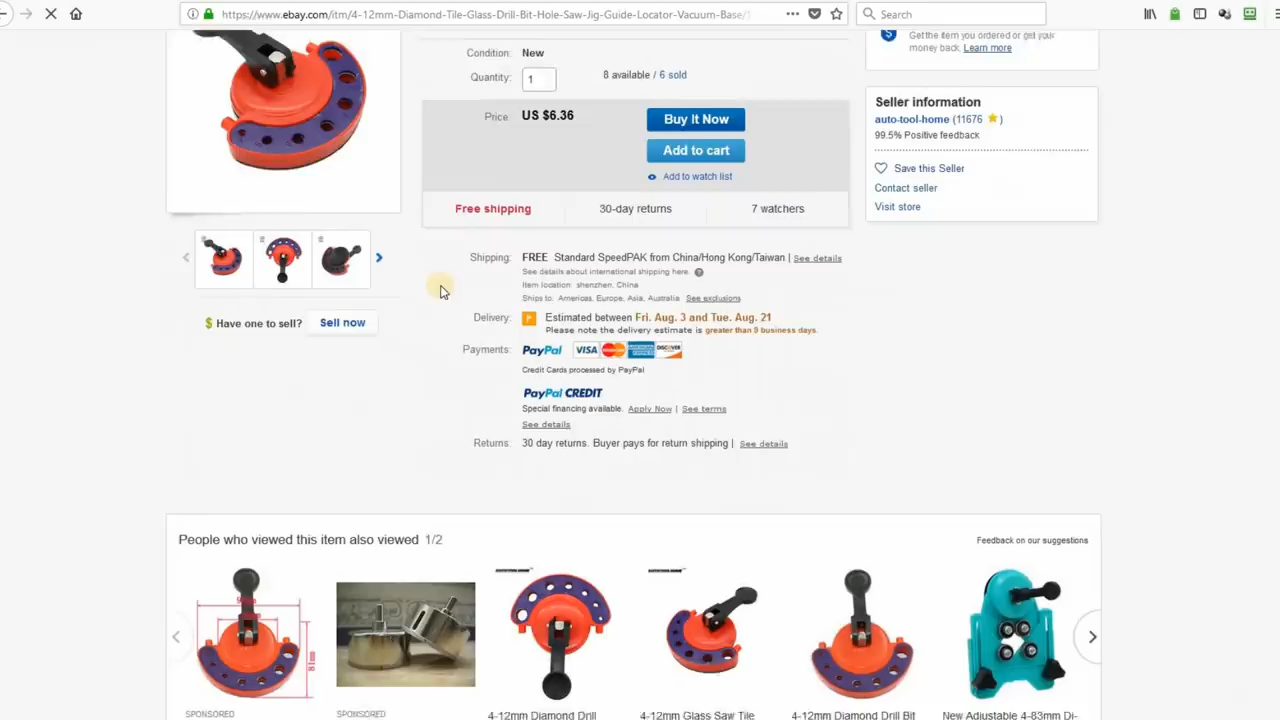 https://www.ebay.com/itm/4-12mm-Diamond-Tile-Glass-Drill-Bit-Hole-Saw-Jig-Guide-Locator-Vacuum-Base/
Search
Get the item you ordered or get your
money back. Learn more
Condition: New
Quantity: 1
8 available / 6 sold
Price: US $6.36
Buy It Now
Add to cart
Add to watch list
Free shipping
30-day returns
7 watchers
Seller information
auto-tool-home (11676 )
99.5% Positive feedback
Save this Seller
Contact seller
Visit store
Shipping: FREE Standard SpeedPAK from China/Hong Kong/Taiwan | See details
See details about international shipping here. ?
Item location: shenzhen, China
Ships to: Americas, Europe, Asia, Australia See exclusions
Delivery: Estimated between Fri. Aug. 3 and Tue. Aug. 21
Please note the delivery estimate is greater than 9 business days.
Payments: PayPal VISA MasterCard AMERICAN EXPRESS DISCOVER
Credit Cards processed by PayPal
PayPal CREDIT
Special financing available. Apply Now | See terms
See details
Returns: 30 day returns. Buyer pays for return shipping | See details
$ Have one to sell? Sell now
People who viewed this item also viewed 1/2
Feedback on our suggestions
81mm
SPONSORED
SPONSORED
4-12mm Diamond Drill
4-12mm Glass Saw Tile
4-12mm Diamond Drill Bit
New Adjustable 4-83mm Di-